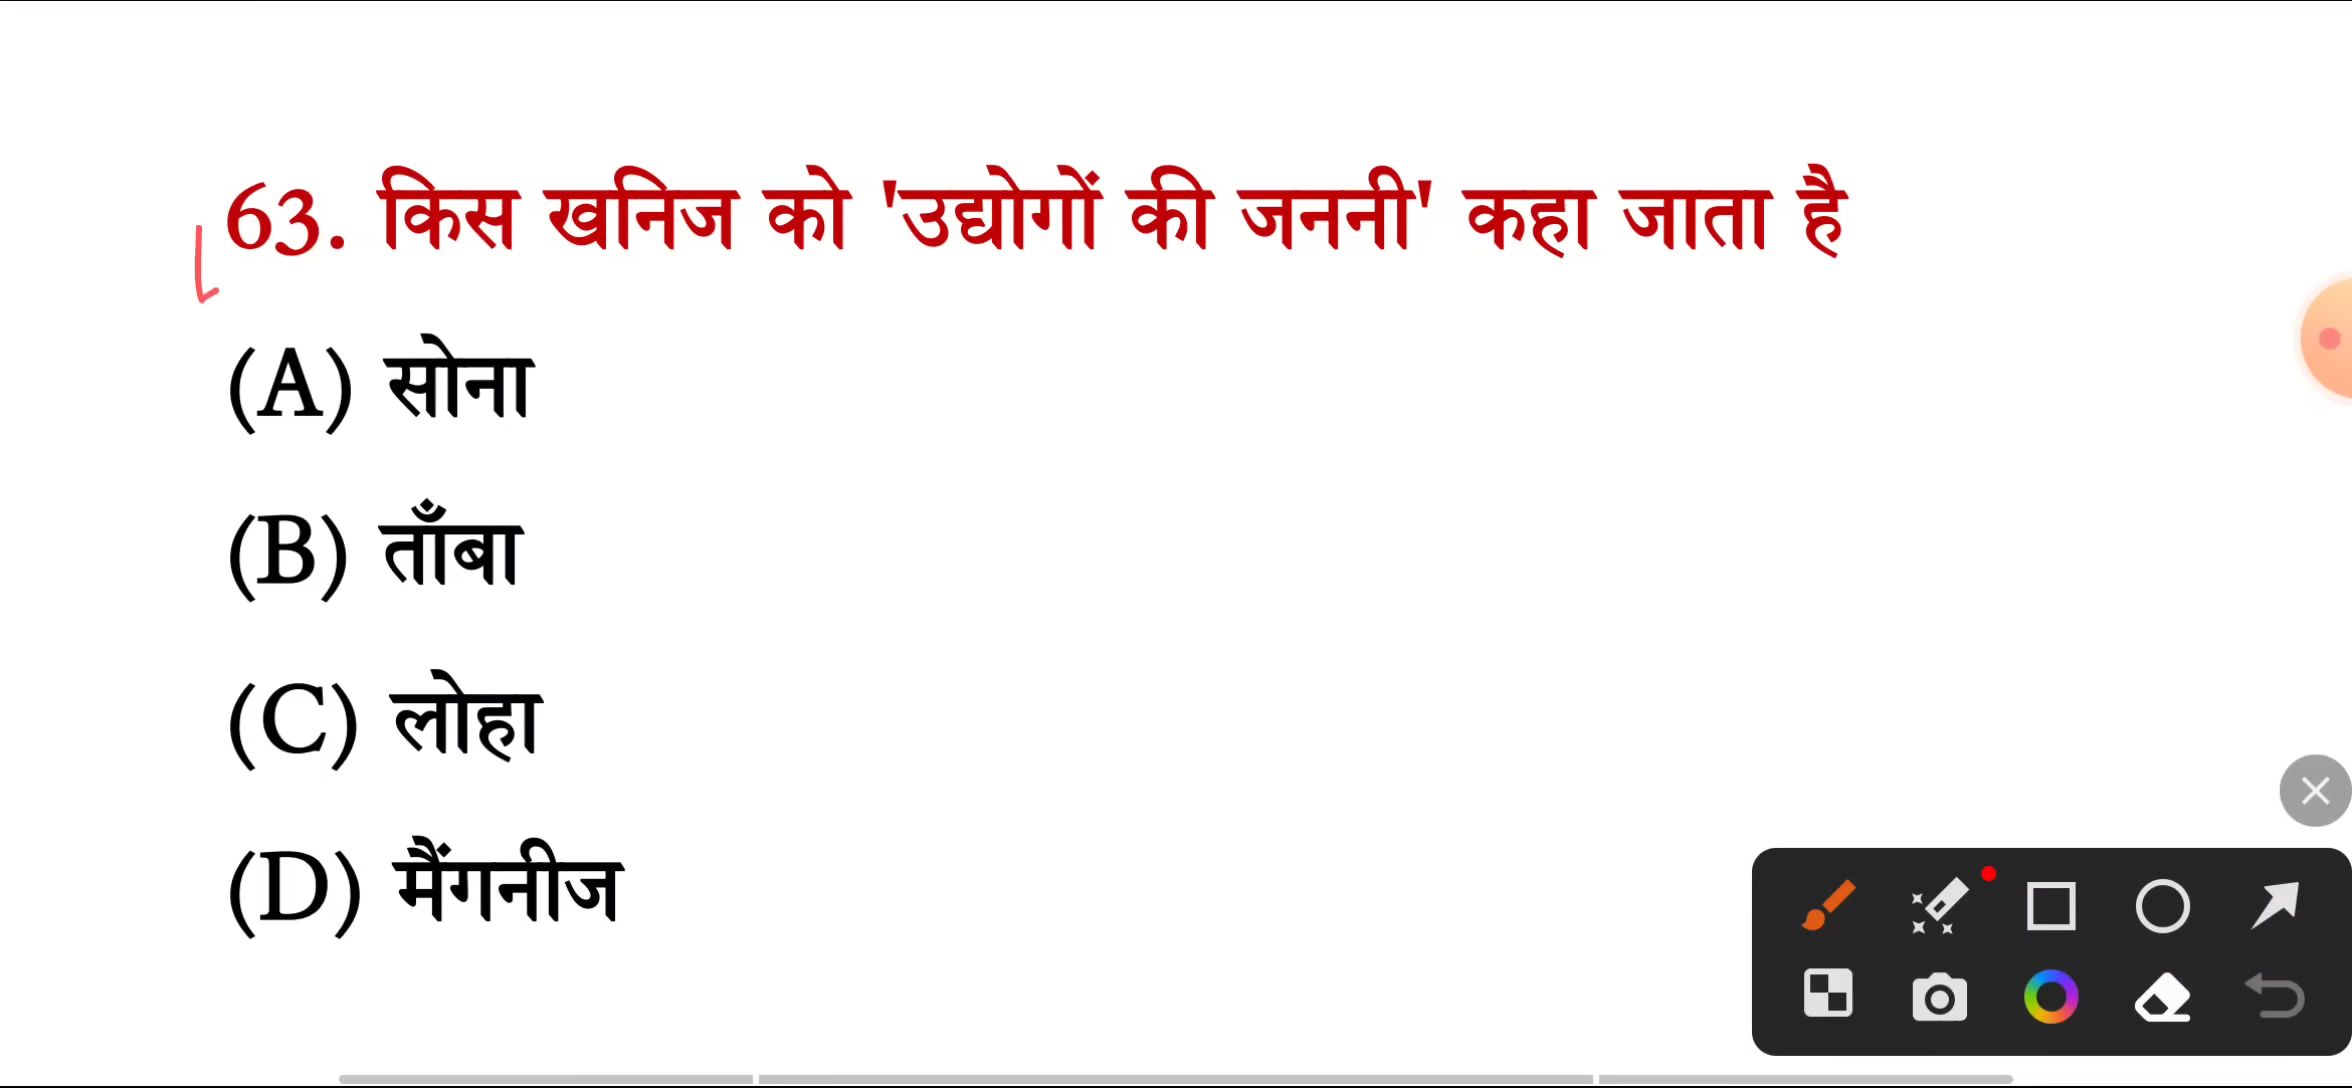 63. किस खनिज को 'उद्योगों की जननी' कहा जाता है
(A) सोना
(B) ताँबा
(C) लोहा
(D) मैंगनीज